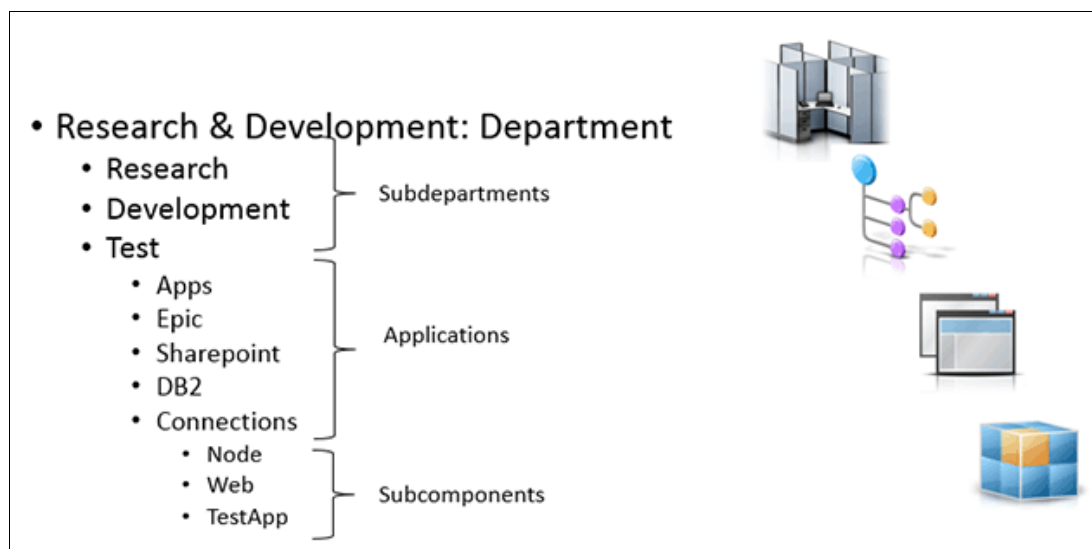 • Research & Development: Department
• Research
• Development
• Test
Subdepartments
• Apps
• Epic
• Sharepoint
• DB2
• Connections
Applications
• Node
• Web
• TestApp
Subcomponents